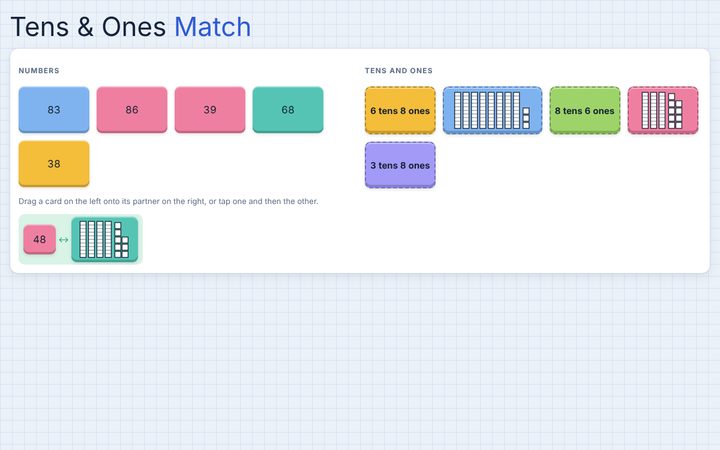 Tens & Ones Match
NUMBERS
83
86
39
68
38
Drag a card on the left onto its partner on the right, or tap one and then the other.
48 ↔
TENS AND ONES
6 tens 8 ones
8 tens 6 ones
3 tens 8 ones